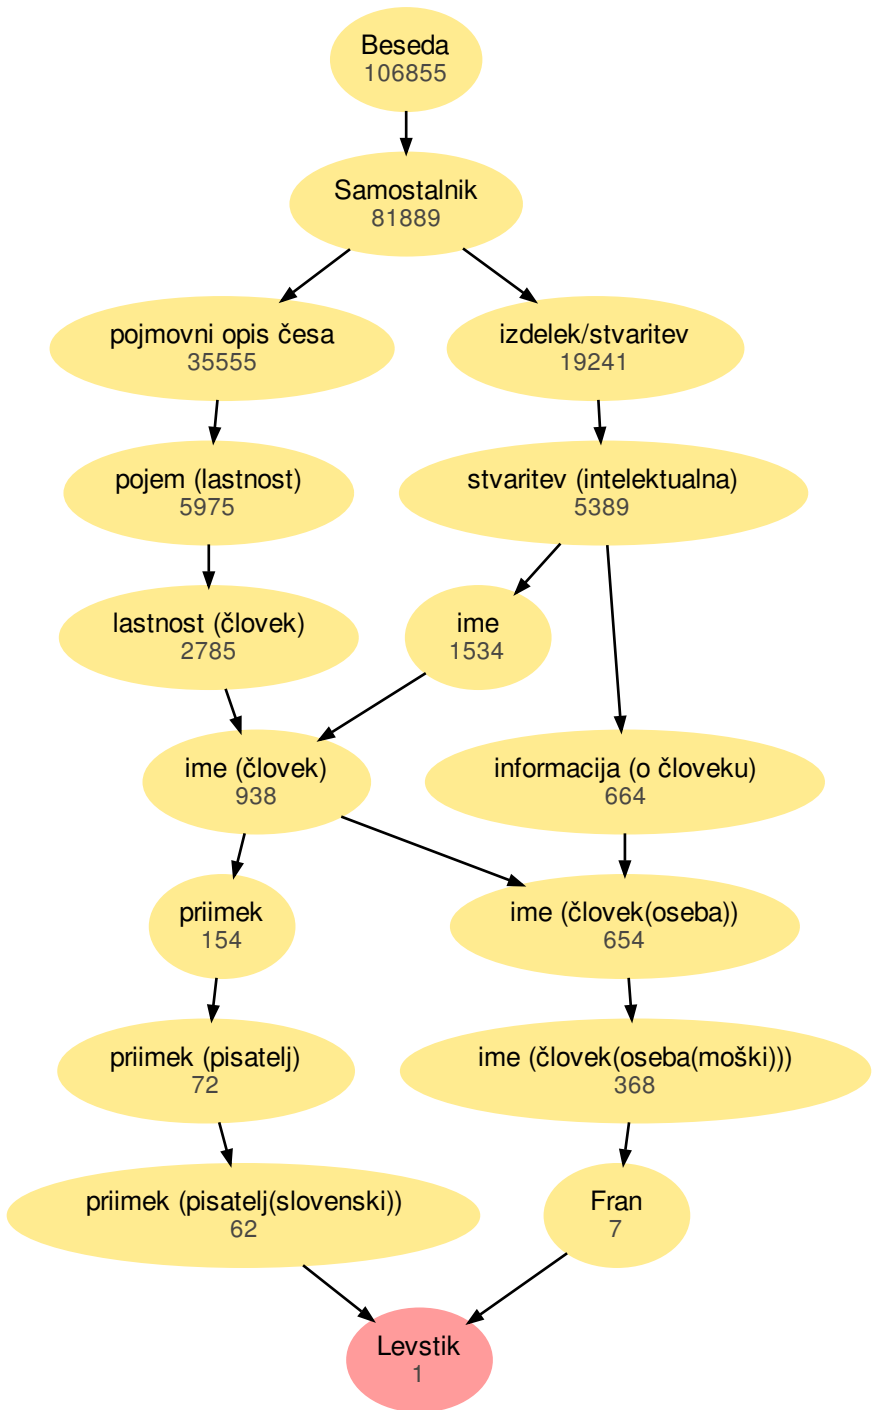 Beseda
106855
Samostalnik
81889
pojmovni opis česa
35555
izdelek/stvaritev
19241
pojem (lastnost)
5975
stvaritev (intelektualna)
5389
lastnost (človek)
2785
ime
1534
ime (človek)
938
informacija (o človeku)
664
priimek
154
ime (človek(oseba))
654
priimek (pisatelj)
72
ime (človek(oseba(moški)))
368
priimek (pisatelj(slovenski))
62
Fran
7
Levstik
1